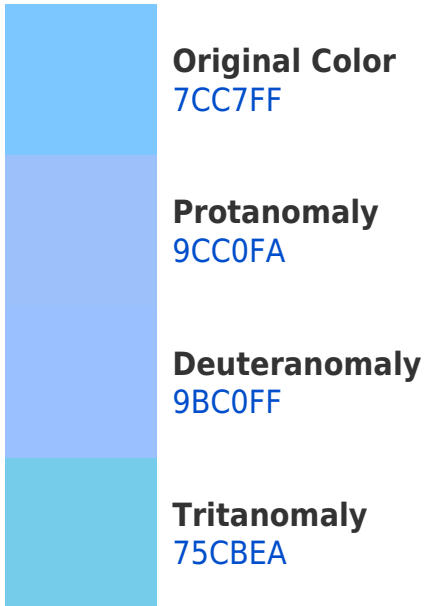 Original Color
7CC7FF
Protanomaly
9CC0FA
Deuteranomaly
9BC0FF
Tritanomaly
75CBEA